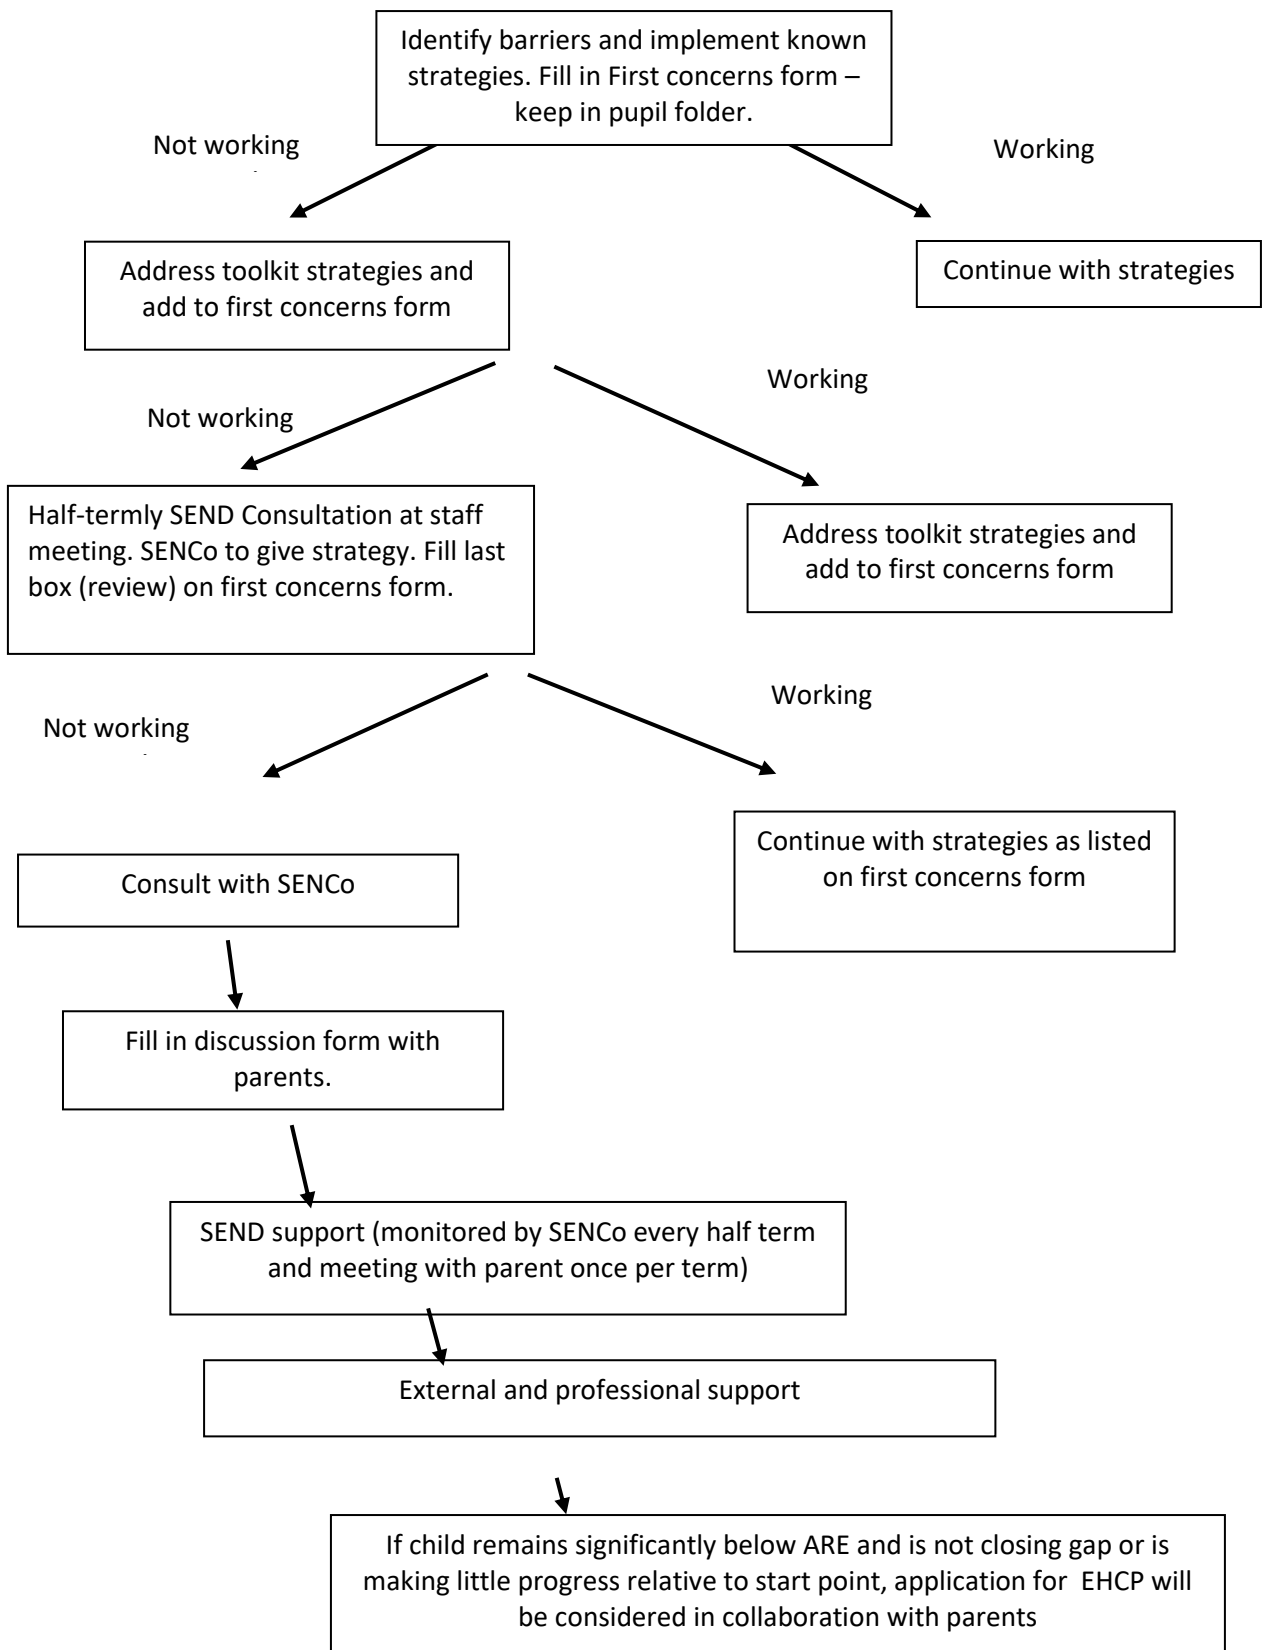 Identify barriers and implement known
strategies. Fill in First concerns form –
keep in pupil folder.
Not working
Working
Address toolkit strategies and
add to first concerns form
Continue with strategies
Working
Not working
Half-termly SEND Consultation at staff
meeting. SENCo to give strategy. Fill last
box (review) on first concerns form.
Address toolkit strategies and
add to first concerns form
Working
Not working
Continue with strategies as listed
on first concerns form
Consult with SENCo
Fill in discussion form with
parents.
SEND support (monitored by SENCo every half term
and meeting with parent once per term)
External and professional support
If child remains significantly below ARE and is not closing gap or is
making little progress relative to start point, application for  EHCP will
be considered in collaboration with parents